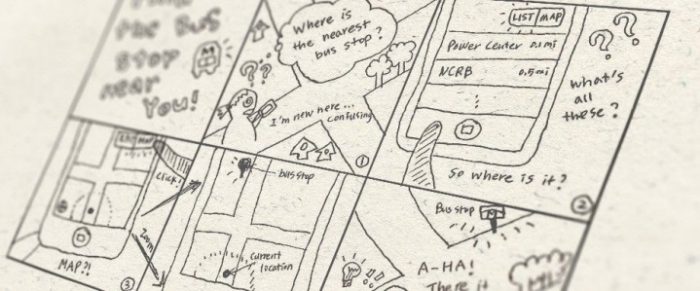 the Bus
stop
near
You!
Where is
the nearest
bus stop?
I'm new here...
confusing
1
LIST MAP
Power Center 0.1mi
NCRB 0.5mi
what's
all
these?
So where is it?
2
LIST MAP
click!
Zoom
MAP?!
3
bus stop
current
location
Bus stop
A-HA!
There it